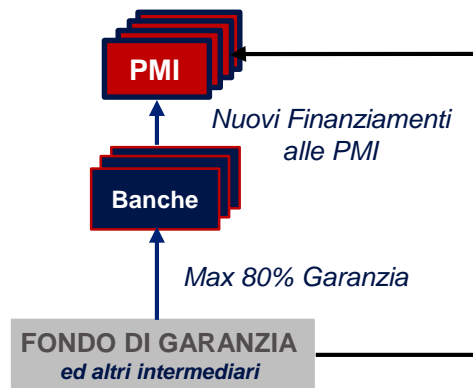 PMI
Nuovi Finanziamenti
alle PMI
Banche
Max 80% Garanzia
FONDO DI GARANZIA
ed altri intermediari